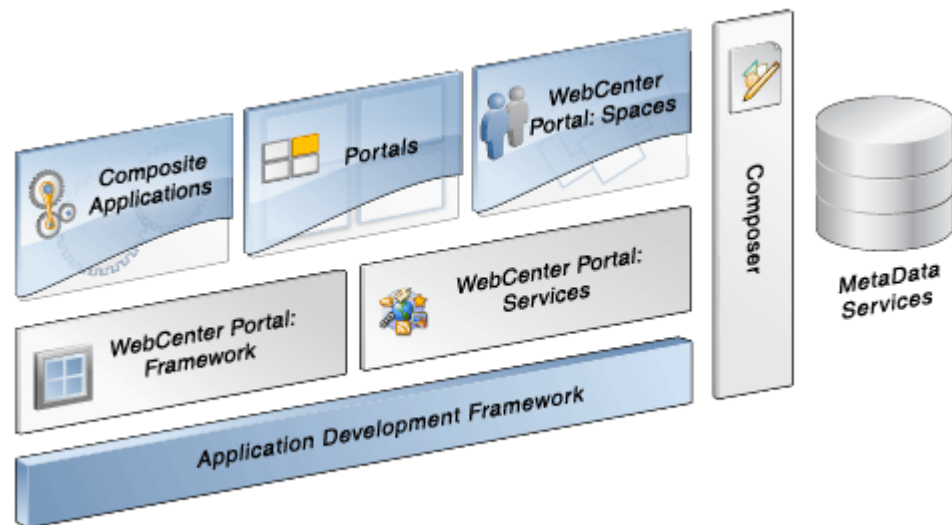 Composite
Applications
Portals
WebCenter
Portal: Spaces
WebCenter Portal:
Framework
WebCenter Portal:
Services
Application Development Framework
Composer
MetaData
Services